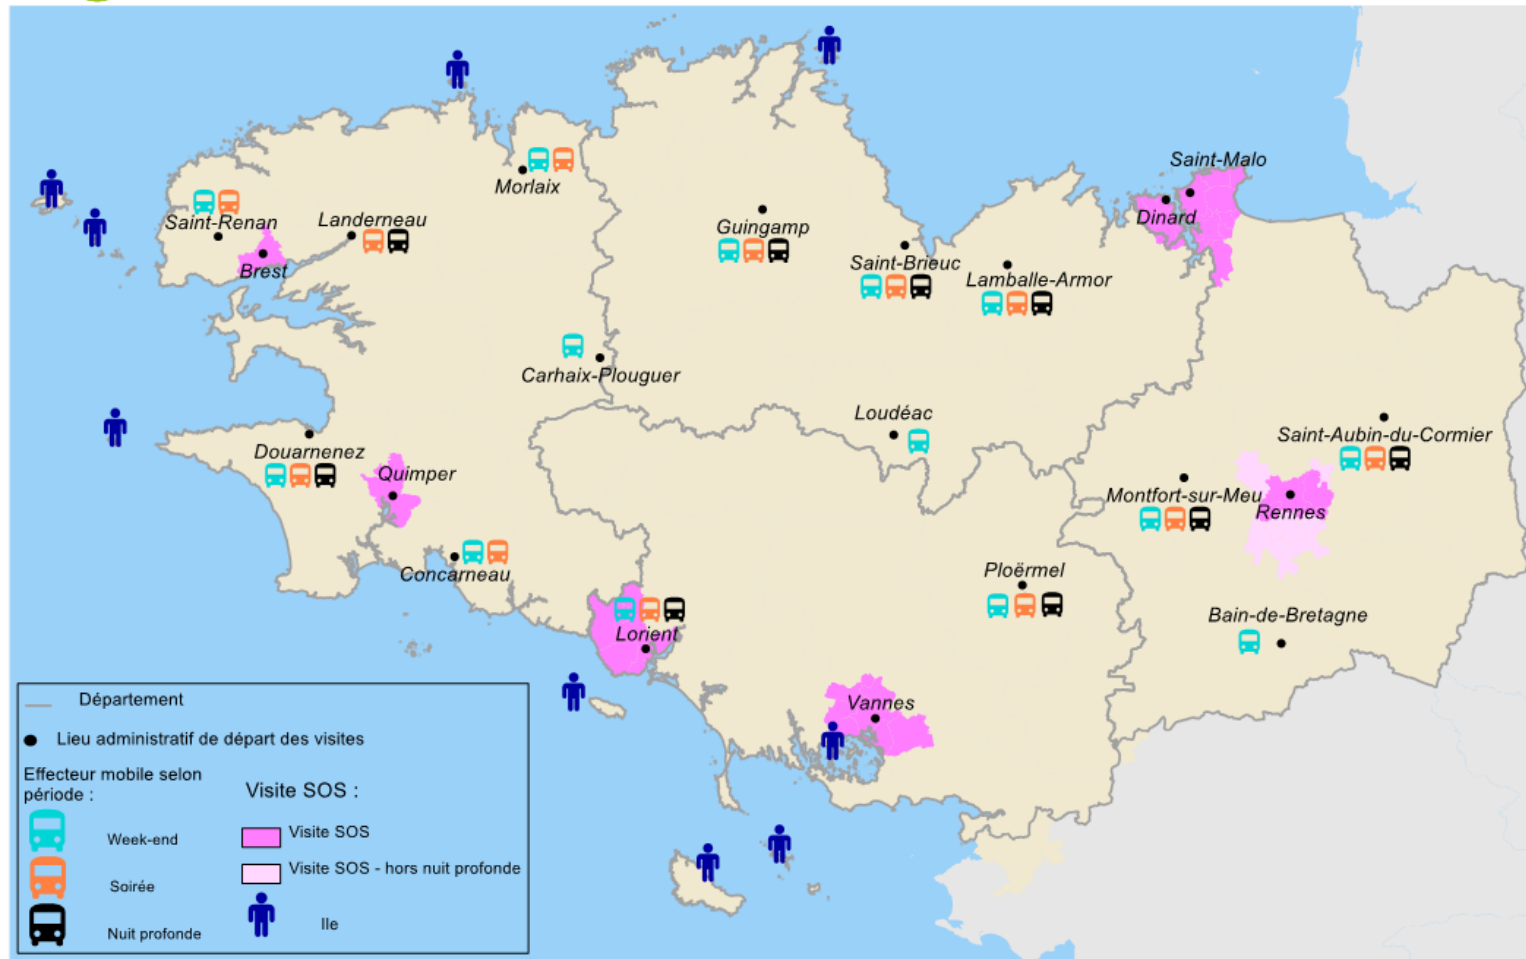 Saint-Malo
Morlaix
Dinard
Saint-Renan
Landerneau
Guingamp
Brest
Saint-Brieuc
Lamballe-Armor
Carhaix-Plouguer
Loudéac
Saint-Aubin-du-Cormier
Douarnenez
Quimper
Montfort-sur-Meu
Rennes
Concarneau
Ploërmel
Bain-de-Bretagne
Lorient
Vannes
Département
Lieu administratif de départ des visites
Effecteur mobile selon
période :
Week-end
Soirée
Nuit profonde
Visite SOS :
Visite SOS
Visite SOS - hors nuit profonde
Ile